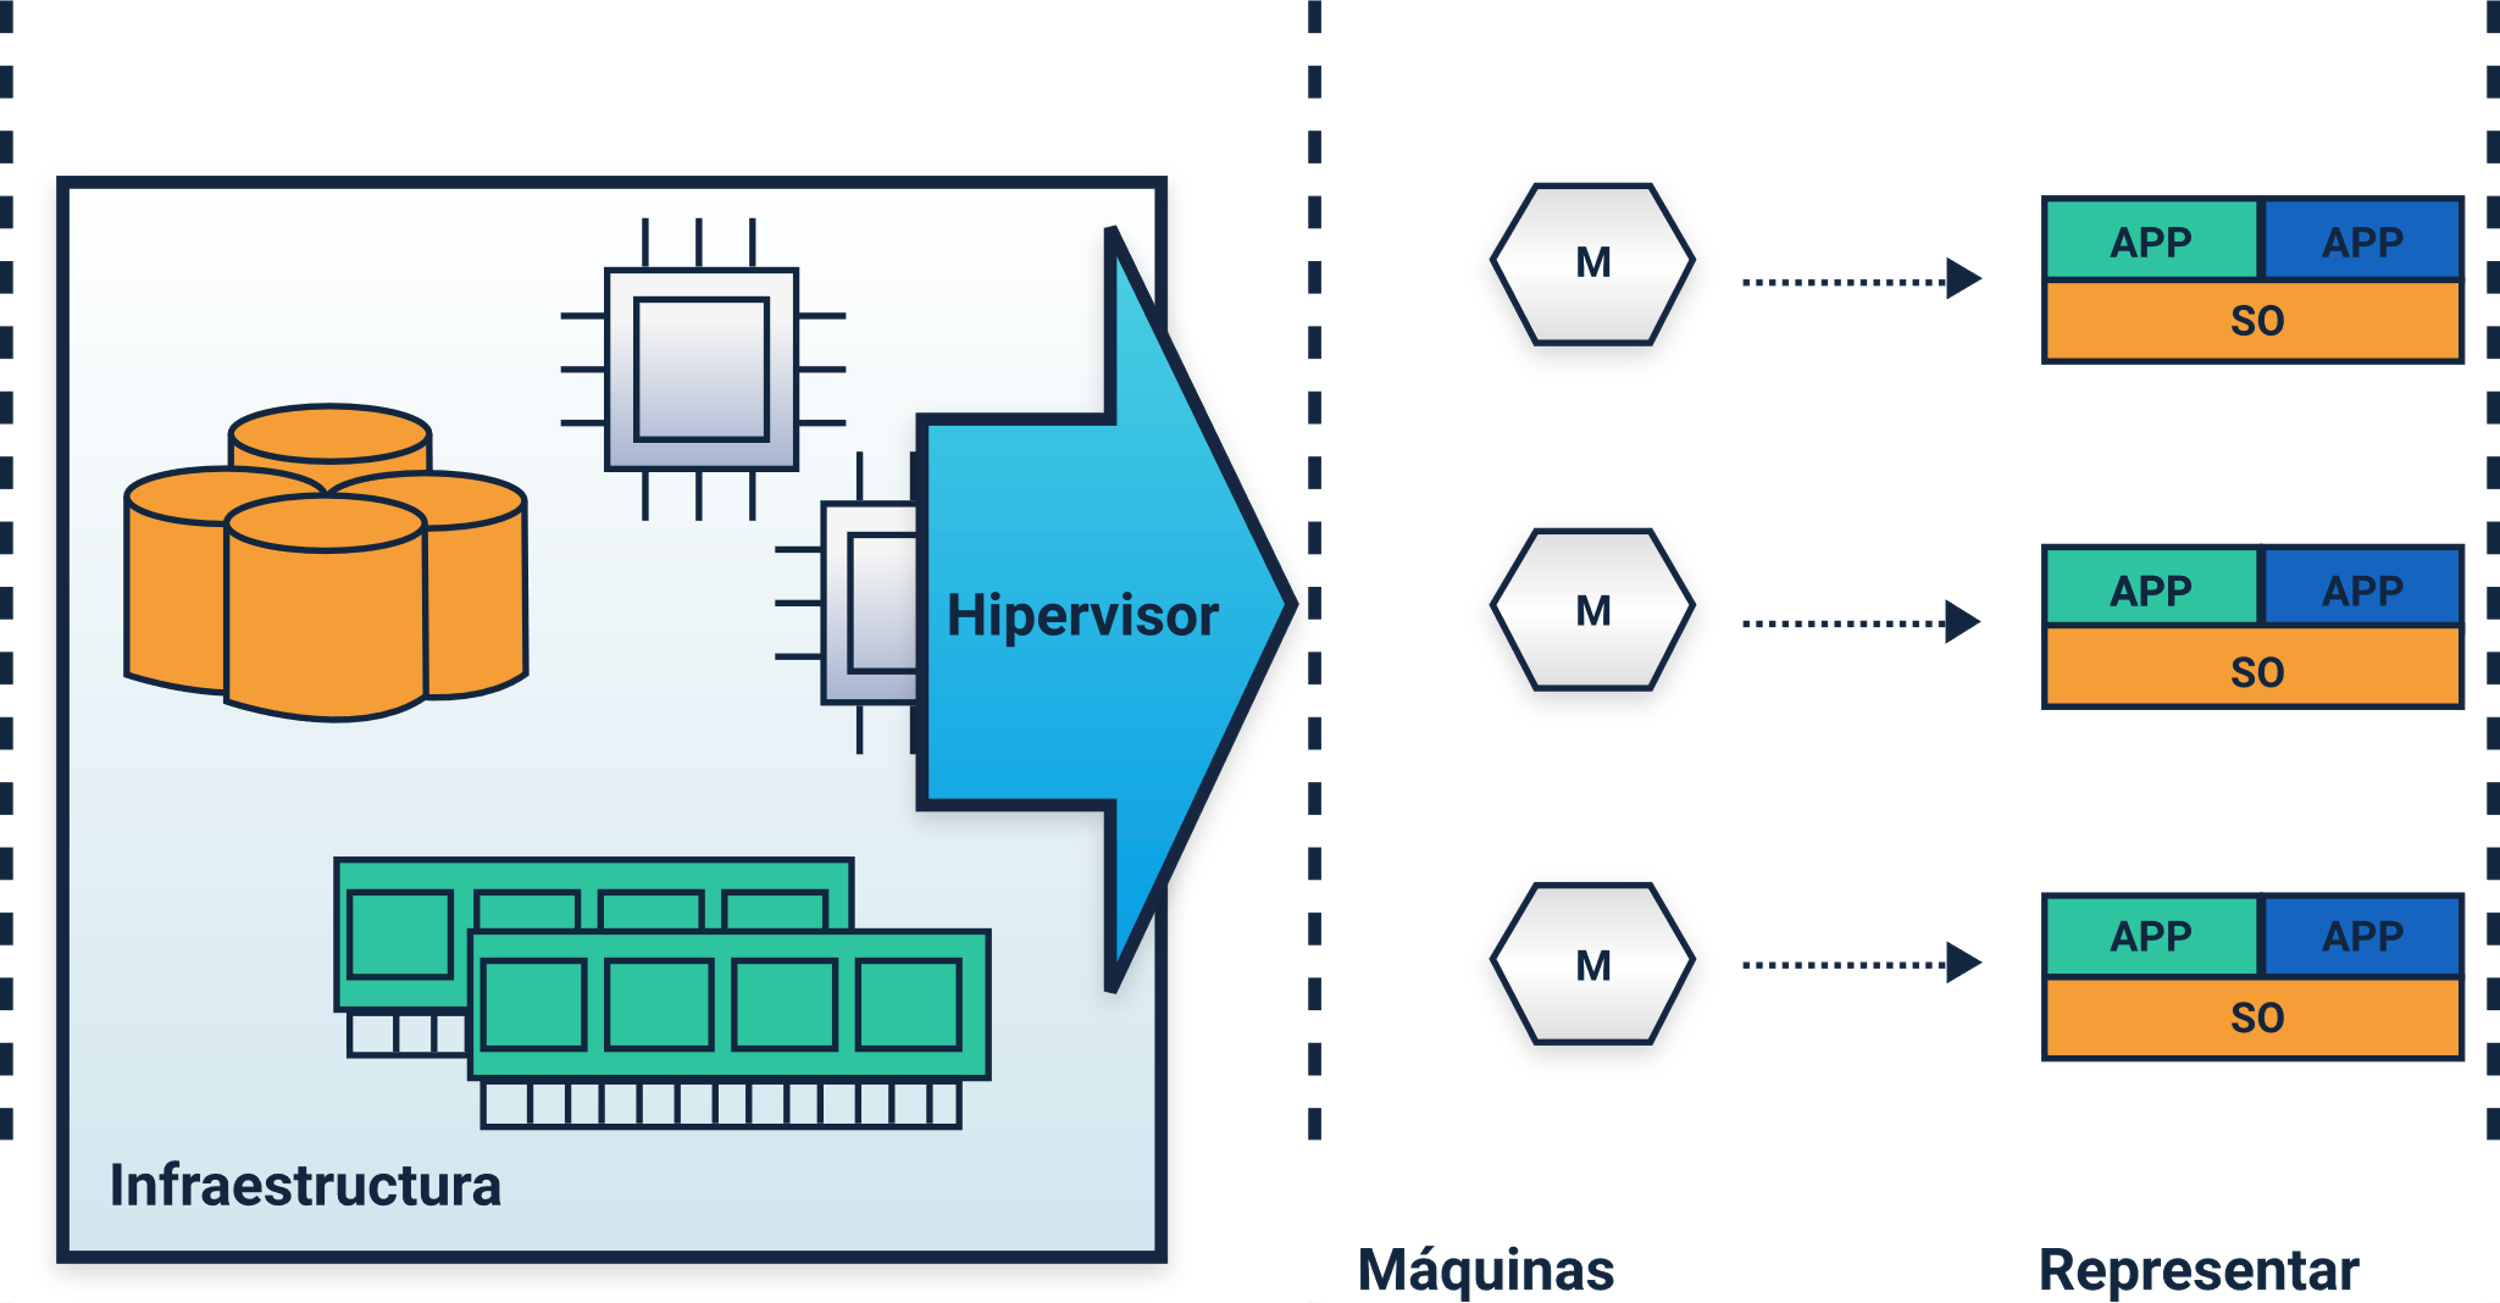 Infraestructura
Hipervisor
M
M
M
Máquinas
APP APP
SO
APP APP
SO
APP APP
SO
Representar